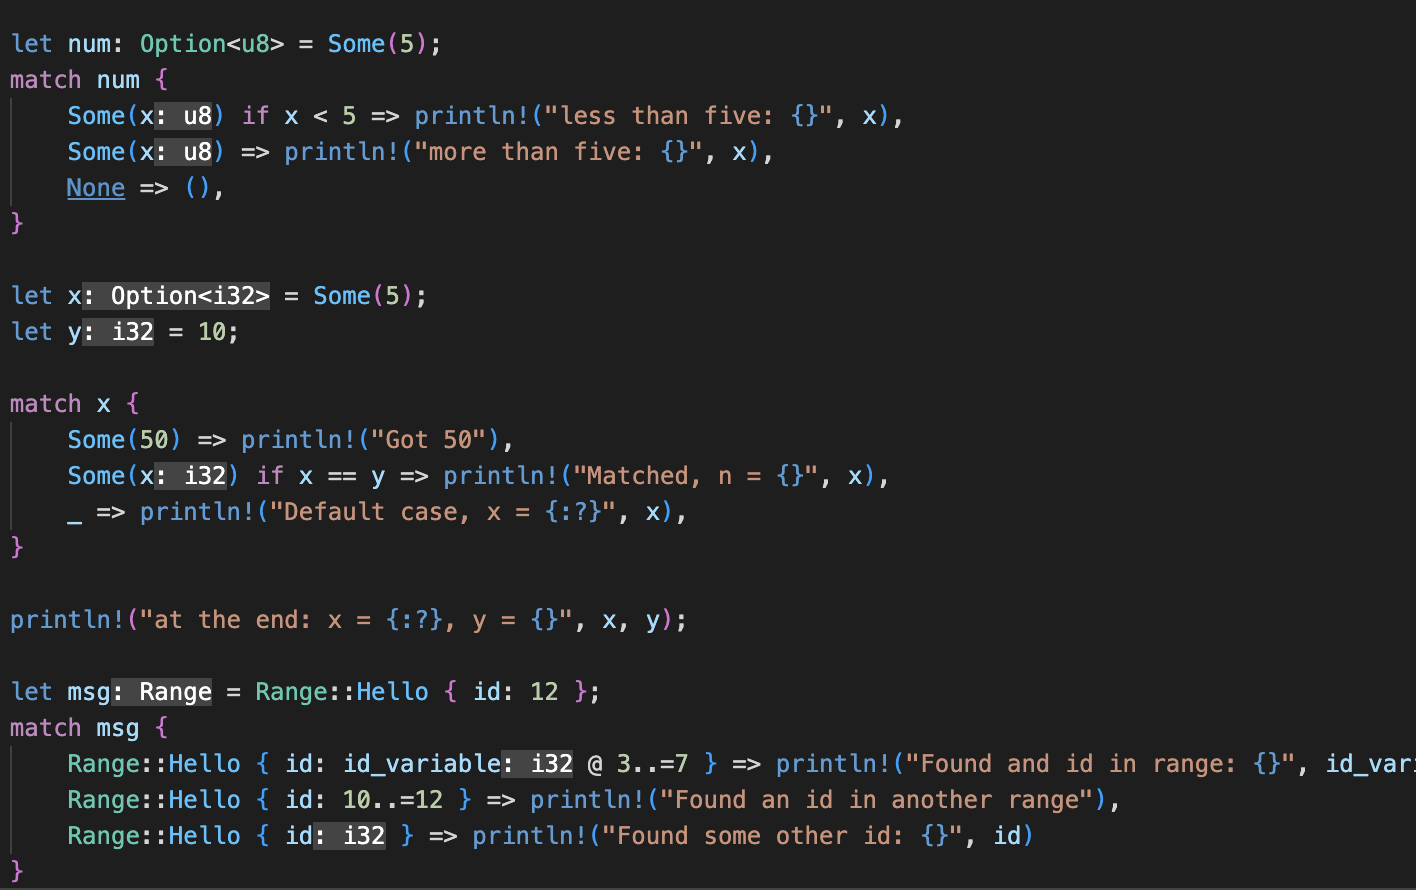 let num: Option<u8> = Some(5);
match num {
    Some(x: u8) if x < 5 => println!("less than five: {}", x),
    Some(x: u8) => println!("more than five: {}", x),
    None => (),
}

let x: Option<i32> = Some(5);
let y: i32 = 10;

match x {
    Some(50) => println!("Got 50"),
    Some(x: i32) if x == y => println!("Matched, n = {}", x),
    _ => println!("Default case, x = {:?}", x),
}

println!("at the end: x = {:?}, y = {}", x, y);

let msg: Range = Range::Hello { id: 12 };
match msg {
    Range::Hello { id: id_variable: i32 @ 3..=7 } => println!("Found and id in range: {}", id_vari
    Range::Hello { id: 10..=12 } => println!("Found an id in another range"),
    Range::Hello { id: i32 } => println!("Found some other id: {}", id)
}